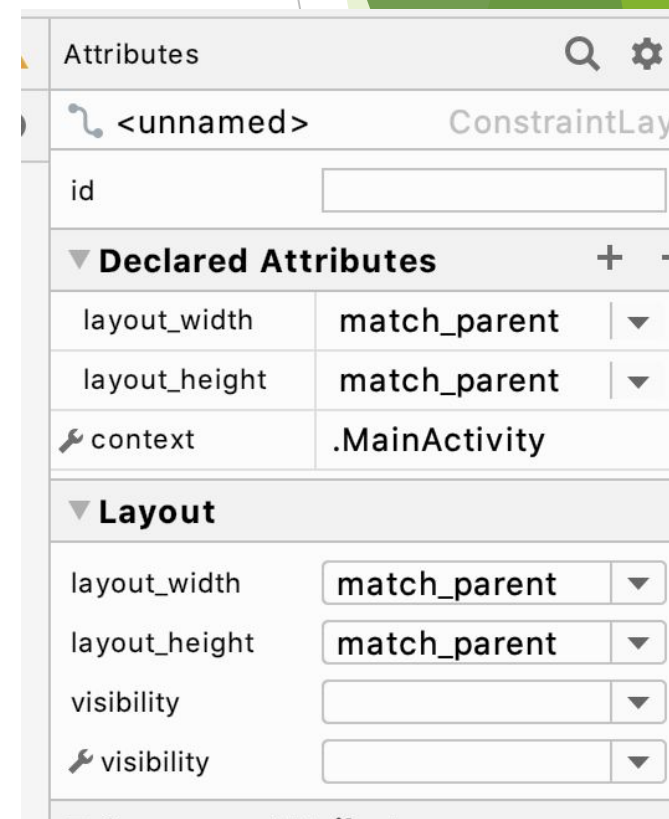 Attributes
<unnamed> ConstraintLay
id
Declared Attributes
layout_width match_parent
layout_height match_parent
context .MainActivity
Layout
layout_width match_parent
layout_height match_parent
visibility
visibility